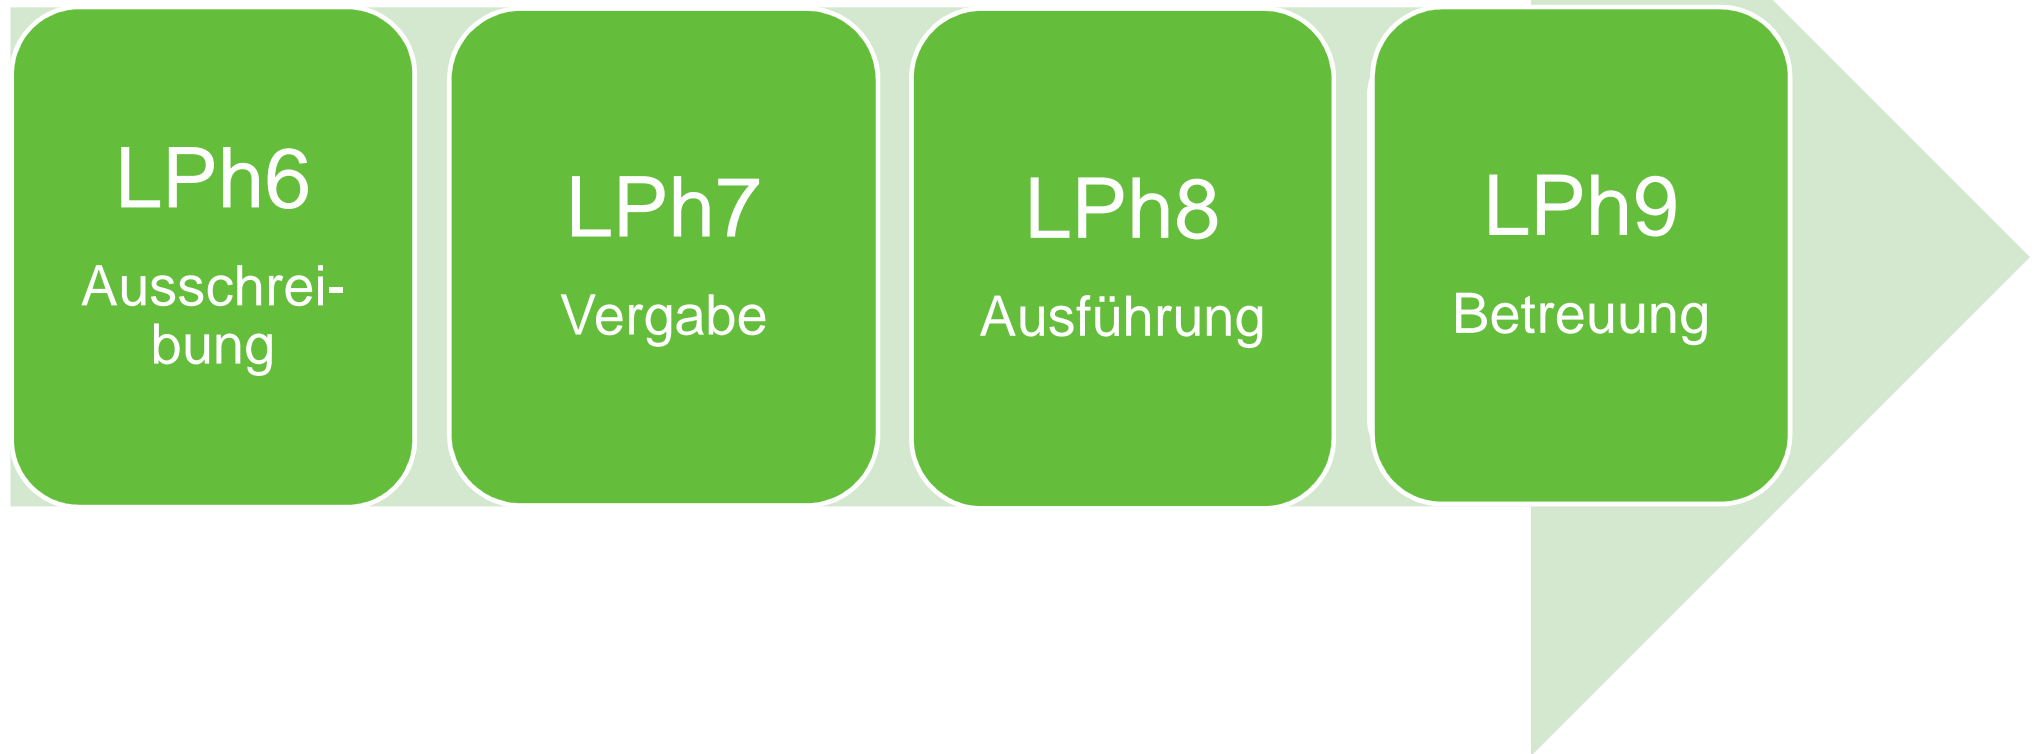 LPh6
Ausschrei-
bung
LPh7
Vergabe
LPh8
Ausführung
LPh9
Betreuung